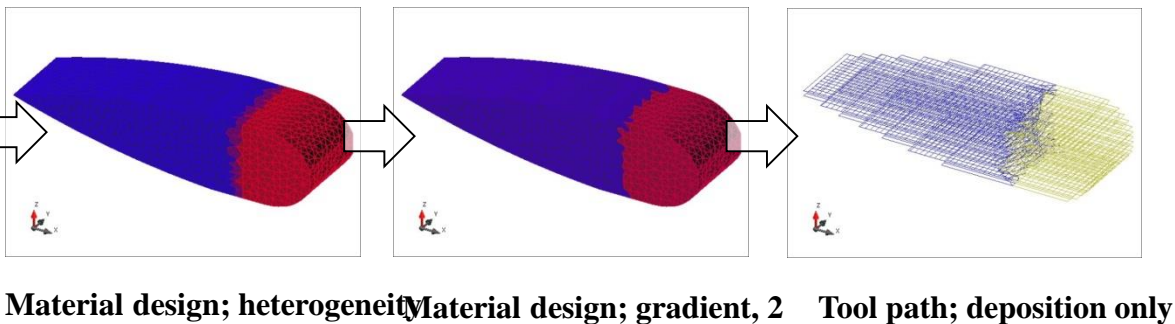 Material design; heterogeneity
Material design; gradient, 2
Tool path; deposition only
Z
Y
X
Z
Y
X
Z
Y
X